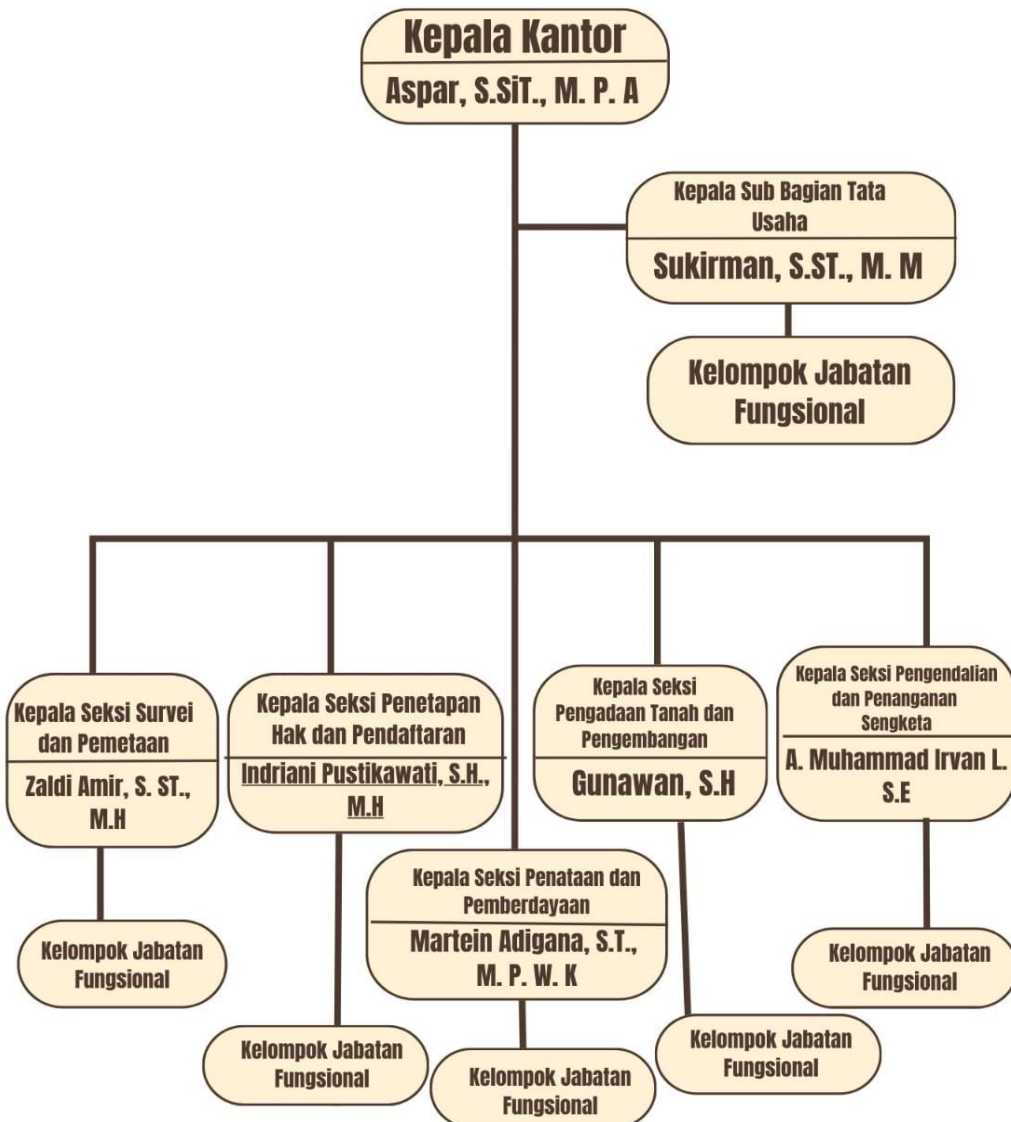 Kepala Kantor
Aspar, S.SiT., M. P. A
Kepala Sub Bagian Tata
Usaha
Sukirman, S.ST., M. M
Kelompok Jabatan
Fungsional
Kepala Seksi Survei
dan Pemetaan
Zaldi Amir, S. ST.,
M.H
Kelompok Jabatan
Fungsional
Kepala Seksi Penetapan
Hak dan Pendaftaran
Indriani Pustikawati, S.H.,
M.H
Kelompok Jabatan
Fungsional
Kepala Seksi Penataan dan
Pemberdayaan
Martein Adigana, S.T.,
M. P. W. K
Kelompok Jabatan
Fungsional
Kepala Seksi
Pengadaan Tanah dan
Pengembangan
Gunawan, S.H
Kelompok Jabatan
Fungsional
Kepala Seksi Pengendalian
dan Penanganan
Sengketa
A. Muhammad Irvan L.
S.E
Kelompok Jabatan
Fungsional